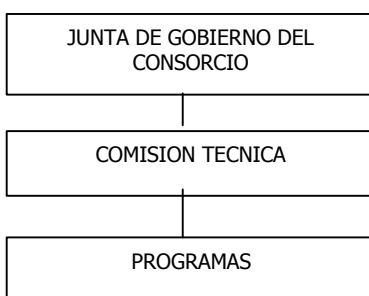 JUNTA DE GOBIERNO DEL
CONSORCIO
COMISION TECNICA
PROGRAMAS